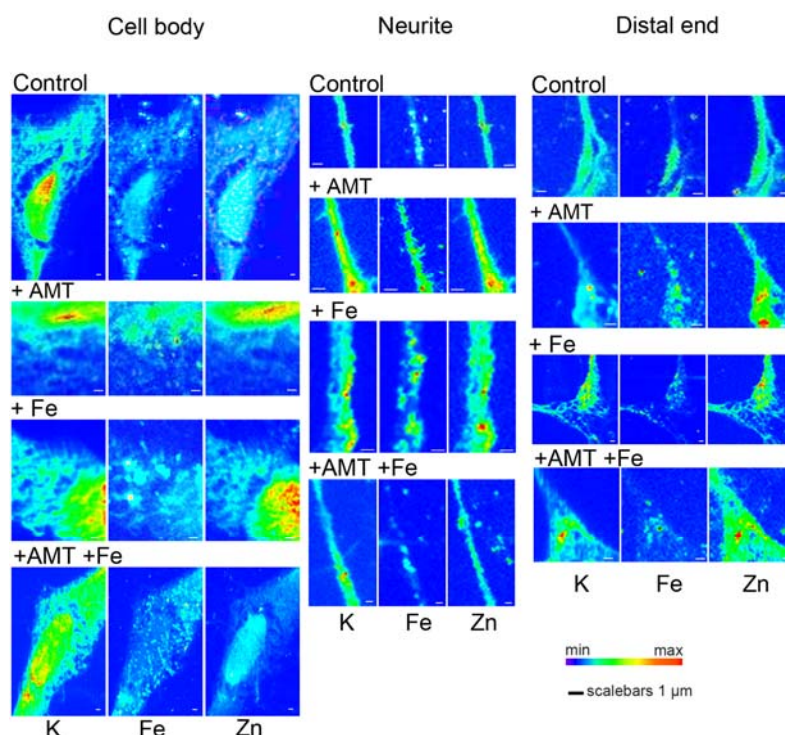 Cell body
Control
+ AMT
+ Fe
+AMT +Fe
K Fe Zn
Neurite
Control
+ AMT
+ Fe
+AMT +Fe
K Fe Zn
Distal end
Control
+ AMT
+ Fe
+AMT +Fe
K Fe Zn
min max
scalebars 1 µm